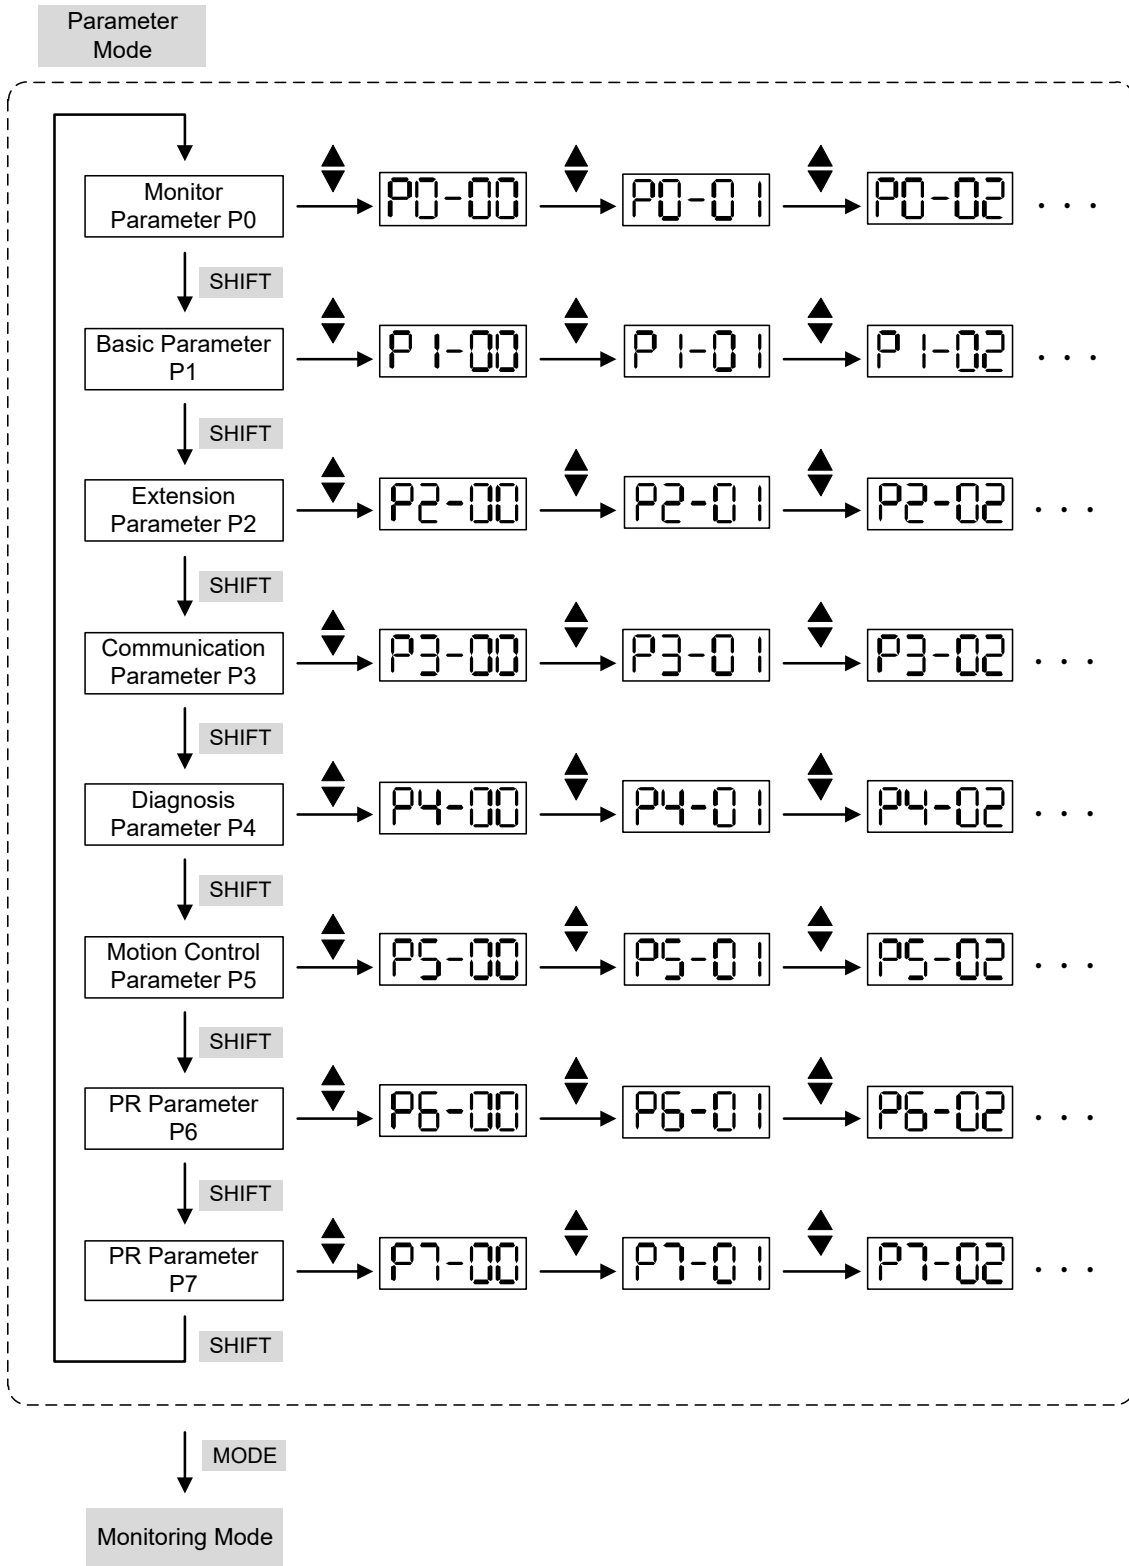 Parameter
Mode
Monitor
Parameter P0
P0-00
P0-01
P0-02
. . .
SHIFT
Basic Parameter
P1
P1-00
P1-01
P1-02
. . .
SHIFT
Extension
Parameter P2
P2-00
P2-01
P2-02
. . .
SHIFT
Communication
Parameter P3
P3-00
P3-01
P3-02
. . .
SHIFT
Diagnosis
Parameter P4
P4-00
P4-01
P4-02
. . .
SHIFT
Motion Control
Parameter P5
P5-00
P5-01
P5-02
. . .
SHIFT
PR Parameter
P6
P6-00
P6-01
P6-02
. . .
SHIFT
PR Parameter
P7
P7-00
P7-01
P7-02
. . .
SHIFT
MODE
Monitoring Mode